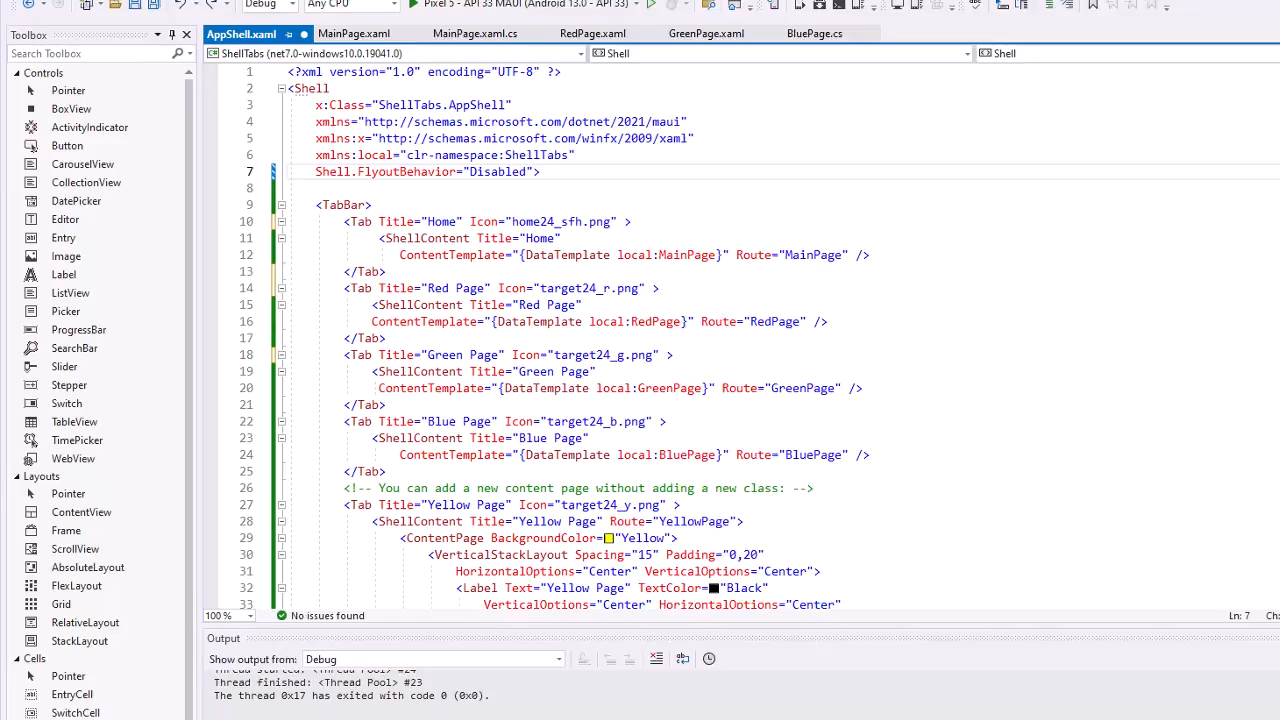 Debug
Any CPU
Pixel 5 - API 33 MAUI (Android 13.0 - API 33)
Toolbox
AppShell.xaml MainPage.xaml MainPage.xaml.cs RedPage.xaml GreenPage.xaml BluePage.cs
Search Toolbox
ShellTabs (net7.0-windows10.0.19041.0) Shell Shell
Controls
Pointer
BoxView
ActivityIndicator
Button
CarouselView
CollectionView
DatePicker
Editor
Entry
Image
Label
ListView
Picker
ProgressBar
SearchBar
Slider
Stepper
Switch
TableView
TimePicker
WebView
Layouts
Pointer
ContentView
Frame
ScrollView
AbsoluteLayout
FlexLayout
Grid
RelativeLayout
StackLayout
Cells
Pointer
EntryCell
SwitchCell
1 <?xml version="1.0" encoding="UTF-8" ?>
2 <Shell
3 x:Class="ShellTabs.AppShell"
4 xmlns="http://schemas.microsoft.com/dotnet/2021/maui"
5 xmlns:x="http://schemas.microsoft.com/winfx/2009/xaml"
6 xmlns:local="clr-namespace:ShellTabs"
7 Shell.FlyoutBehavior="Disabled">
8
9 <TabBar>
10 <Tab Title="Home" Icon="home24_sfh.png" >
11 <ShellContent Title="Home"
12 ContentTemplate="{DataTemplate local:MainPage}" Route="MainPage" />
13 </Tab>
14 <Tab Title="Red Page" Icon="target24_r.png" >
15 <ShellContent Title="Red Page"
16 ContentTemplate="{DataTemplate local:RedPage}" Route="RedPage" />
17 </Tab>
18 <Tab Title="Green Page" Icon="target24_g.png" >
19 <ShellContent Title="Green Page"
20 ContentTemplate="{DataTemplate local:GreenPage}" Route="GreenPage" />
21 </Tab>
22 <Tab Title="Blue Page" Icon="target24_b.png" >
23 <ShellContent Title="Blue Page"
24 ContentTemplate="{DataTemplate local:BluePage}" Route="BluePage" />
25 </Tab>
26 <!-- You can add a new content page without adding a new class: -->
27 <Tab Title="Yellow Page" Icon="target24_y.png" >
28 <ShellContent Title="Yellow Page" Route="YellowPage">
29 <ContentPage BackgroundColor="Yellow">
30 <VerticalStackLayout Spacing="15" Padding="0,20"
31 HorizontalOptions="Center" VerticalOptions="Center">
32 <Label Text="Yellow Page" TextColor="Black"
33 VerticalOptions="Center" HorizontalOptions="Center"
100 % No issues found Ln: 7 Ch:
Output
Show output from: Debug
Thread started: <Thread Pool> #24
Thread finished: <Thread Pool> #23
The thread 0x17 has exited with code 0 (0x0).